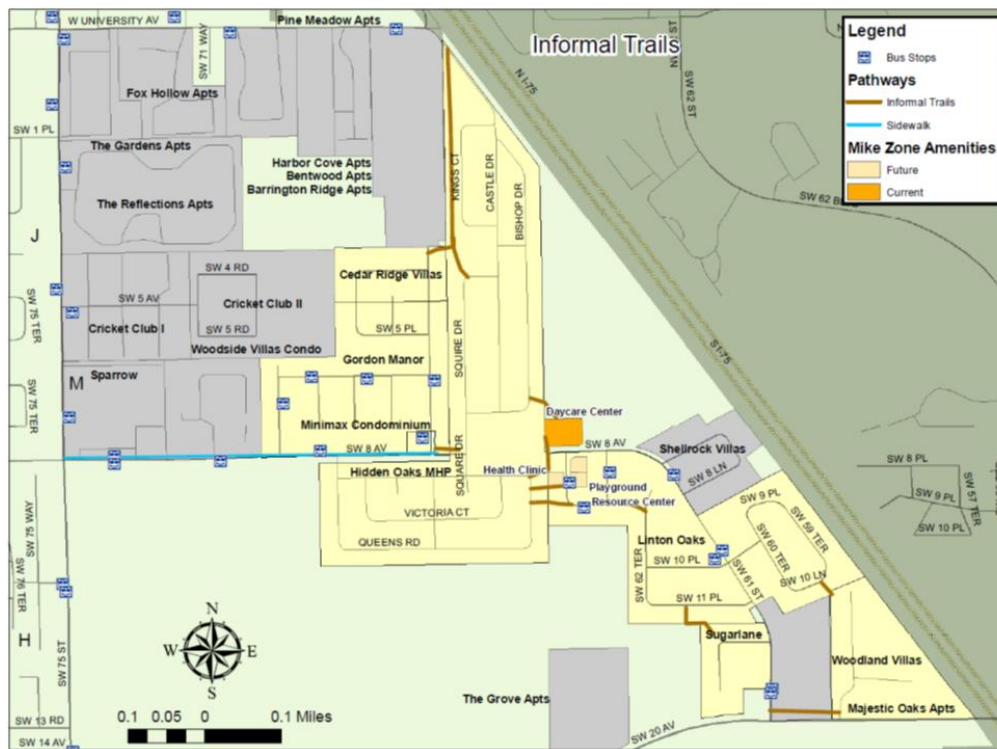 W UNIVERSITY AV
Pine Meadow Apts
Informal Trails
N I-75
SW 62 ST
Legend
Bus Stops
Pathways
Informal Trails
Sidewalk
Mike Zone Amenities
Future
Current
SW 71 WAY
Fox Hollow Apts
SW 1 PL
The Gardens Apts
Harbor Cove Apts
Bentwood Apts
Barrington Ridge Apts
KINGS CT
CASTLE DR
BISHOP DR
The Reflections Apts
J
SW 4 RD
Cedar Ridge Villas
SW 75 TER
SW 5 AV
Cricket Club II
Cricket Club I
SW 5 RD
SW 5 PL
SQUIRE DR
Woodside Villas Condo
Gordon Manor
S I-75
M
Sparrow
SW 75 TER
Minimax Condominium
Daycare Center
SW 8 AV
SW 8 AV
Shellrock Villas
SW 8 LN
SW 8 PL
SW 9 PL
SW 57 TER
SW 10 PL
Hidden Oaks MHP
SQUARE DR
Health Clinic
Playground
Resource Center
VICTORIA CT
QUEENS RD
SW 9 PL
SW 59 TER
SW 60 TER
Linton Oaks
SW 10 PL
SW 10 LN
SW 61 ST
SW 62 TER
SW 11 PL
SW 75 WAY
SW 76 TER
H
SW 75 ST
N
W
E
S
Sugarlane
Woodland Villas
The Grove Apts
Majestic Oaks Apts
0.1 0.05 0 0.1 Miles
SW 13 RD
SW 14 AV
SW 20 AV